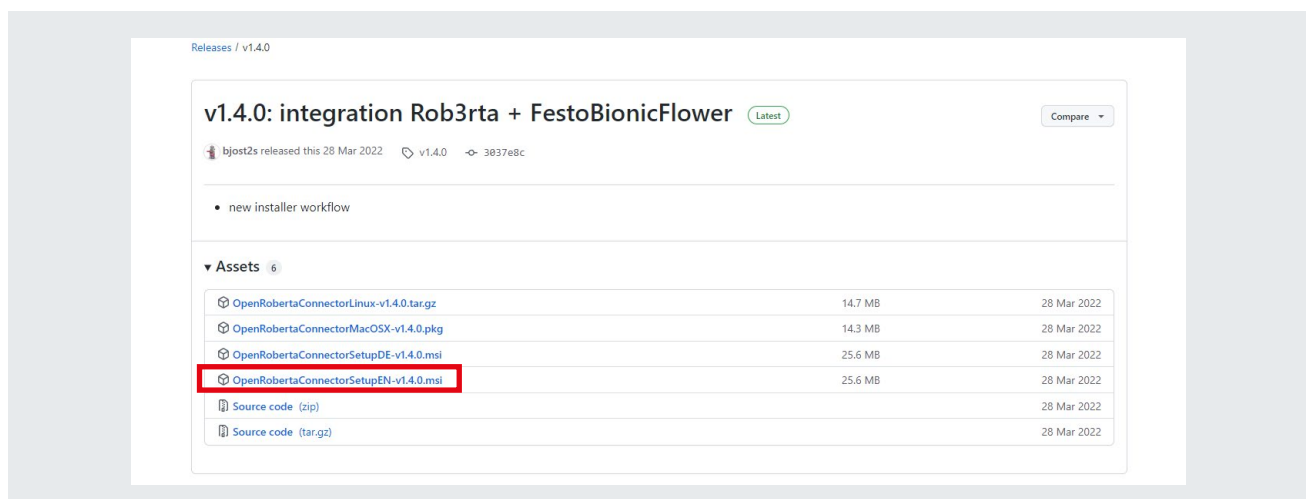 Releases / v1.4.0
v1.4.0: integration Rob3rta + FestoBionicFlower Latest
Compare
bjost2s released this 28 Mar 2022 v1.4.0 3037e8c
new installer workflow
Assets 6
OpenRobertaConnectorLinux-v1.4.0.tar.gz 14.7 MB 28 Mar 2022
OpenRobertaConnectorMacOSX-v1.4.0.pkg 14.3 MB 28 Mar 2022
OpenRobertaConnectorSetupDE-v1.4.0.msi 25.6 MB 28 Mar 2022
OpenRobertaConnectorSetupEN-v1.4.0.msi 25.6 MB 28 Mar 2022
Source code (zip) 28 Mar 2022
Source code (tar.gz) 28 Mar 2022